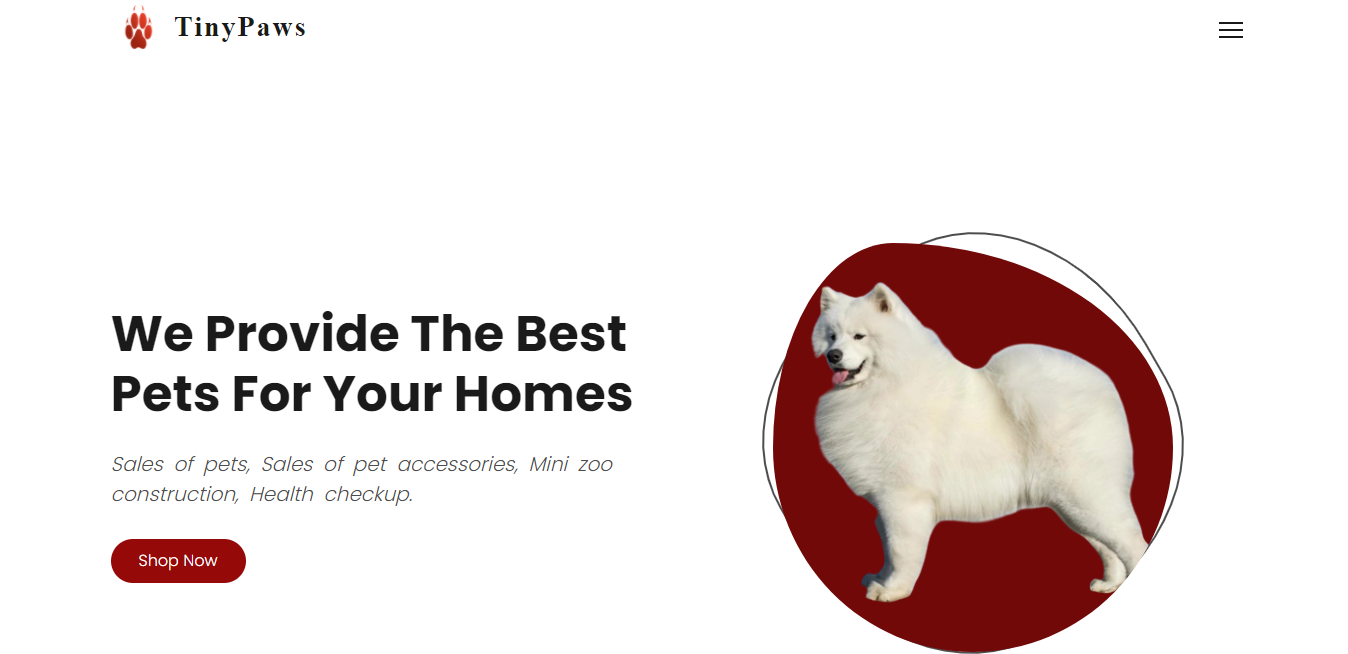 TinyPaws
We Provide The Best
Pets For Your Homes
Sales of pets, Sales of pet accessories, Mini zoo
construction, Health checkup.
Shop Now